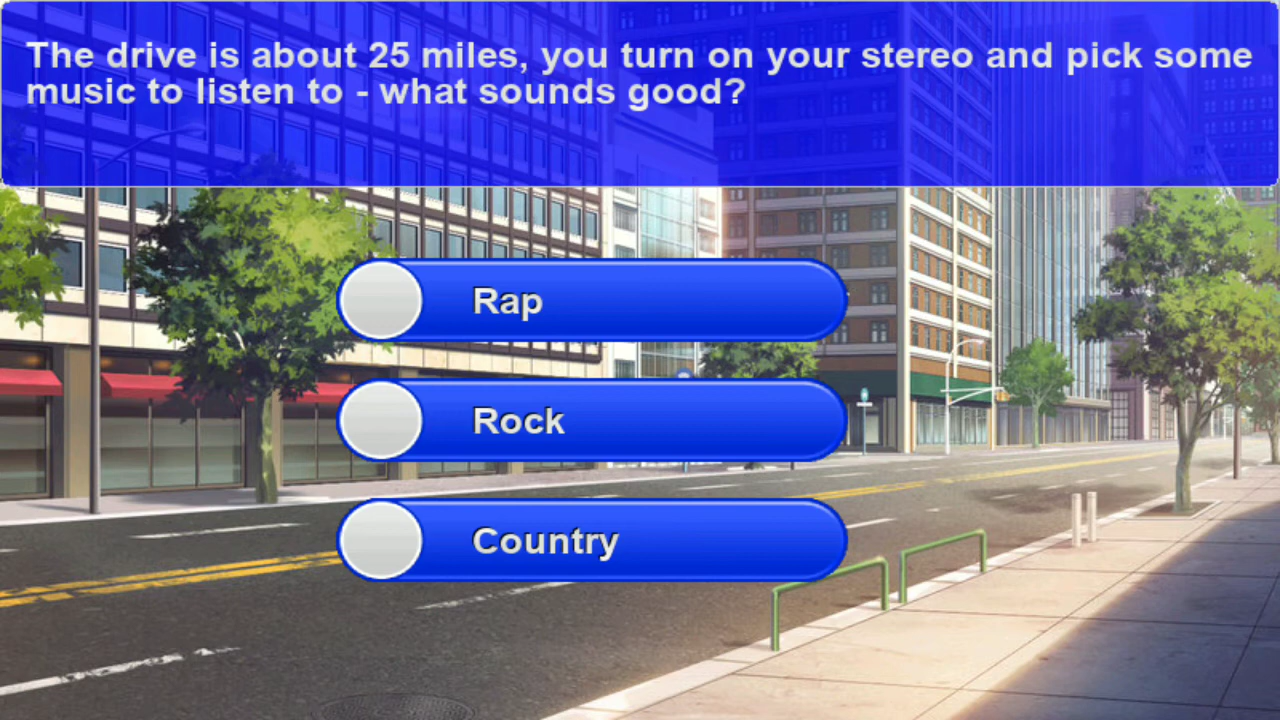 The drive is about 25 miles, you turn on your stereo and pick some
music to listen to - what sounds good?
Rap
Rock
Country